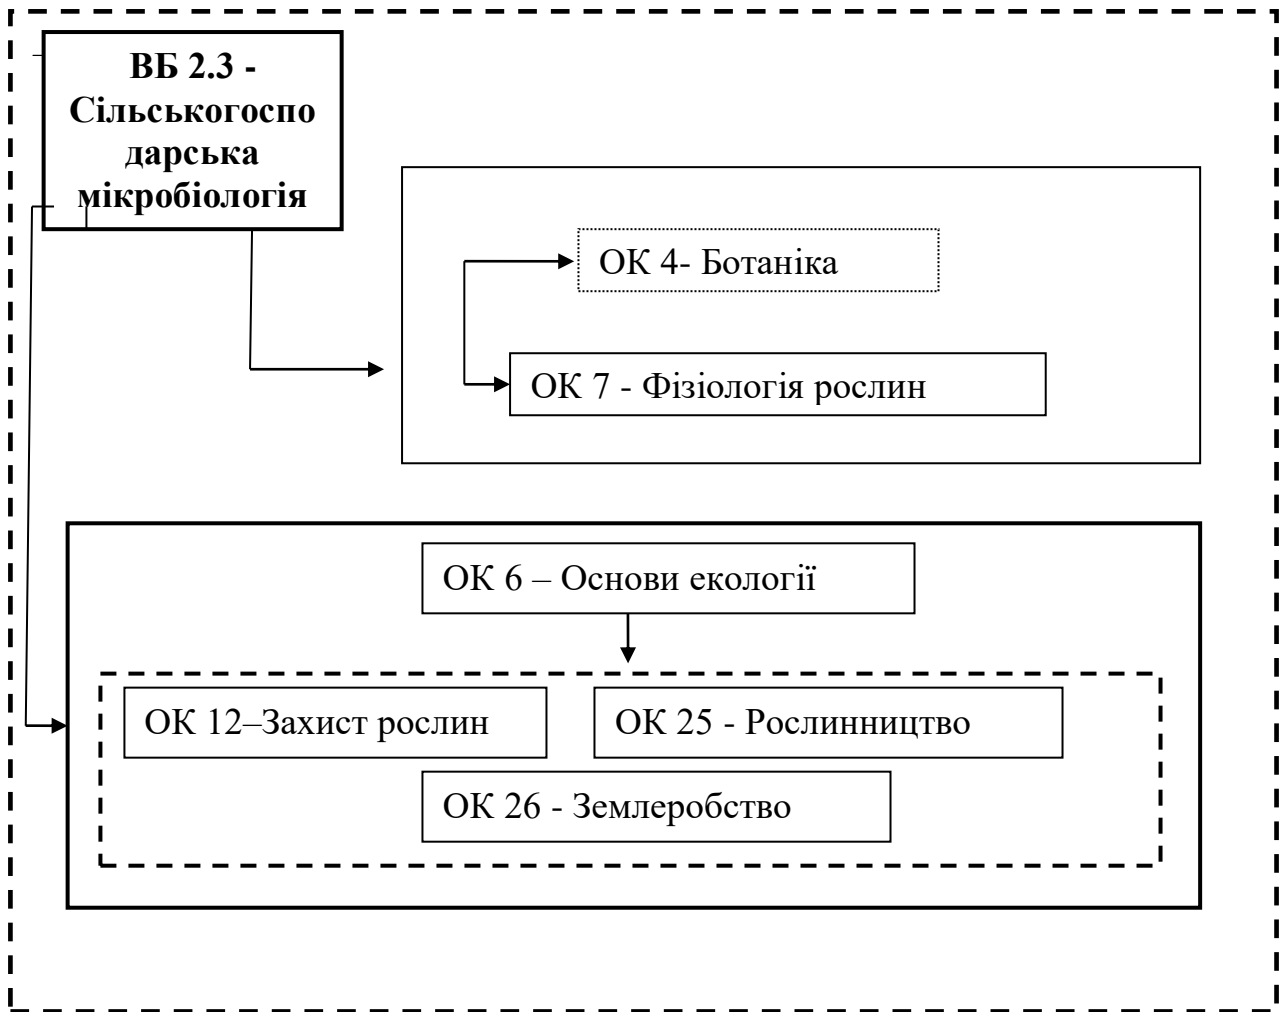 ВБ 2.3 -
Сільськогоспо
дарська
мікробіологія
ОК 4- Ботаніка
ОК 7 - Фізіологія рослин
ОК 6 – Основи екології
ОК 12–Захист рослин
ОК 25 - Рослинництво
ОК 26 - Землеробство